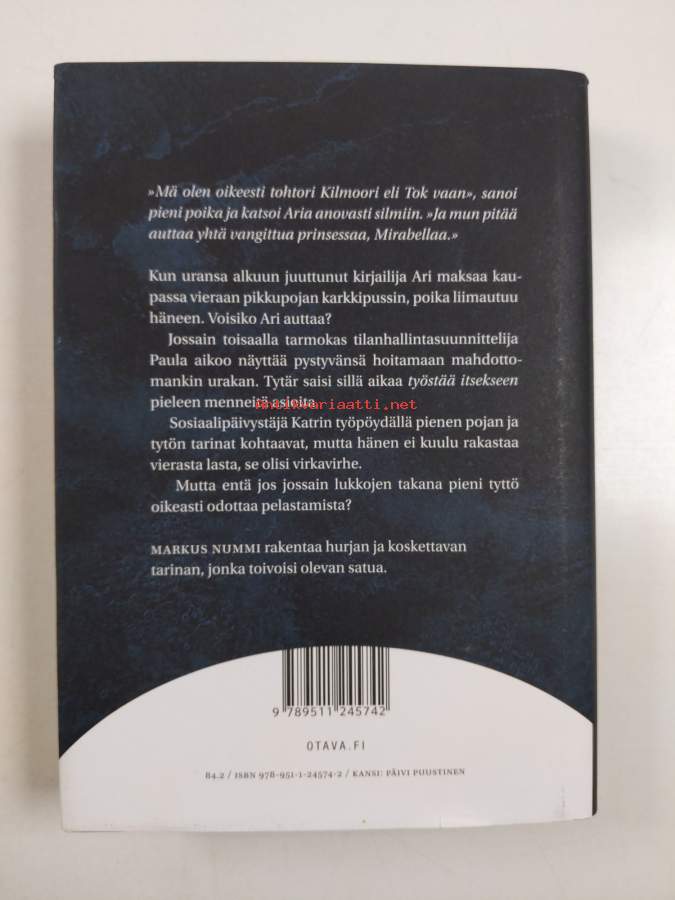 »Mä olen oikeesti tohtori Kilmoori eli Tok vaan», sanoi
pieni poika ja katsoi Aria anovasti silmiin. »Ja mun pitää
auttaa yhtä vangittua prinsessaa, Mirabellaa.»
Kun uransa alkuun juuttunut kirjailija Ari maksaa kau-
passa vieraan pikkupojan karkkipussin, poika liimautuu
häneen. Voisiko Ari auttaa?
Jossain toisaalla tarmokas tilanhallintasuunnittelija
Paula aikoo näyttää pystyvänsä hoitamaan mahdotto-
mankin urakan. Tytär saisi sillä aikaa työstää itsekseen
pieleen menneitä asioita.
antikvariaatti.net
Sosiaalipäivystäjä Katrin työpöydällä pienen pojan ja
tytön tarinat kohtaavat, mutta hänen ei kuulu rakastaa
vierasta lasta, se olisi virkavirhe.
Mutta entä jos jossain lukkojen takana pieni tyttö
oikeasti odottaa pelastamista?
MARKUS NUMMI rakentaa hurjan ja koskettavan
tarinan, jonka toivoisi olevan satua.
9 789511 245742
OTAVA.FI
84.2 / ISBN 978-951-1-24574-2 / KANSI: PÄIVI PUUSTINEN